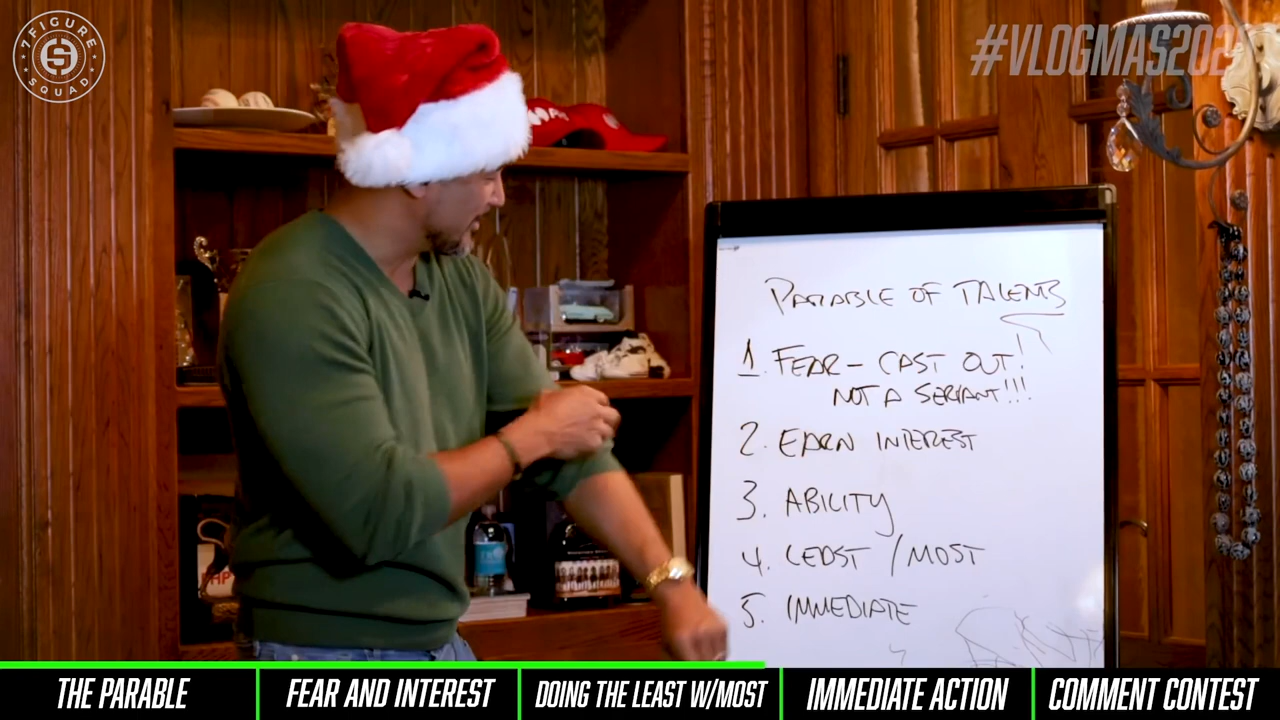 7FIGURE
SQUAD
#VLOGMAS202
PARABLE OF TALENTS
1. FEAR - CAST OUT!
NOT A SERVANT!!!
2. EARN INTEREST
3. ABILITY
4. LEAST / MOST
5. IMMEDIATE
THE PARABLE
FEAR AND INTEREST
DOING THE LEAST W/MOST
IMMEDIATE ACTION
COMMENT CONTEST